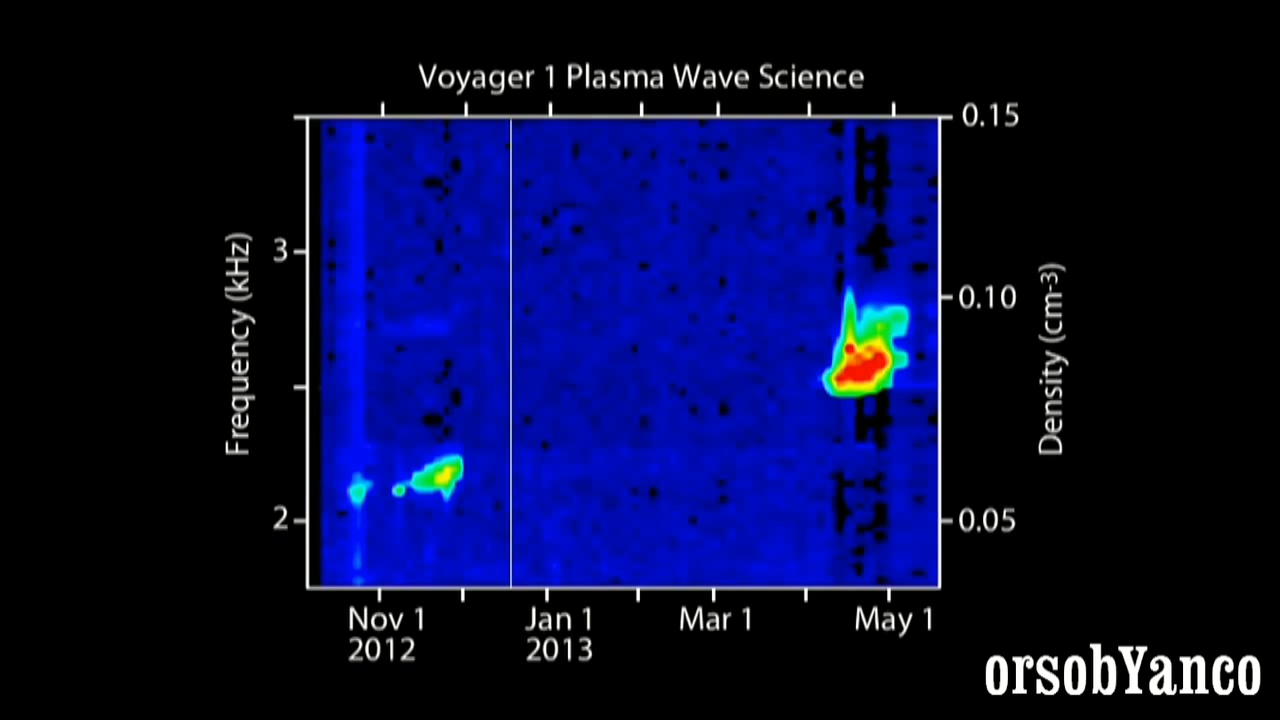 Voyager 1 Plasma Wave Science
0.15
3
0.10
Frequency (kHz)
Density (cm-3)
2
0.05
Nov 1 Jan 1 Mar 1 May 1
2012 2013
orsobYanco